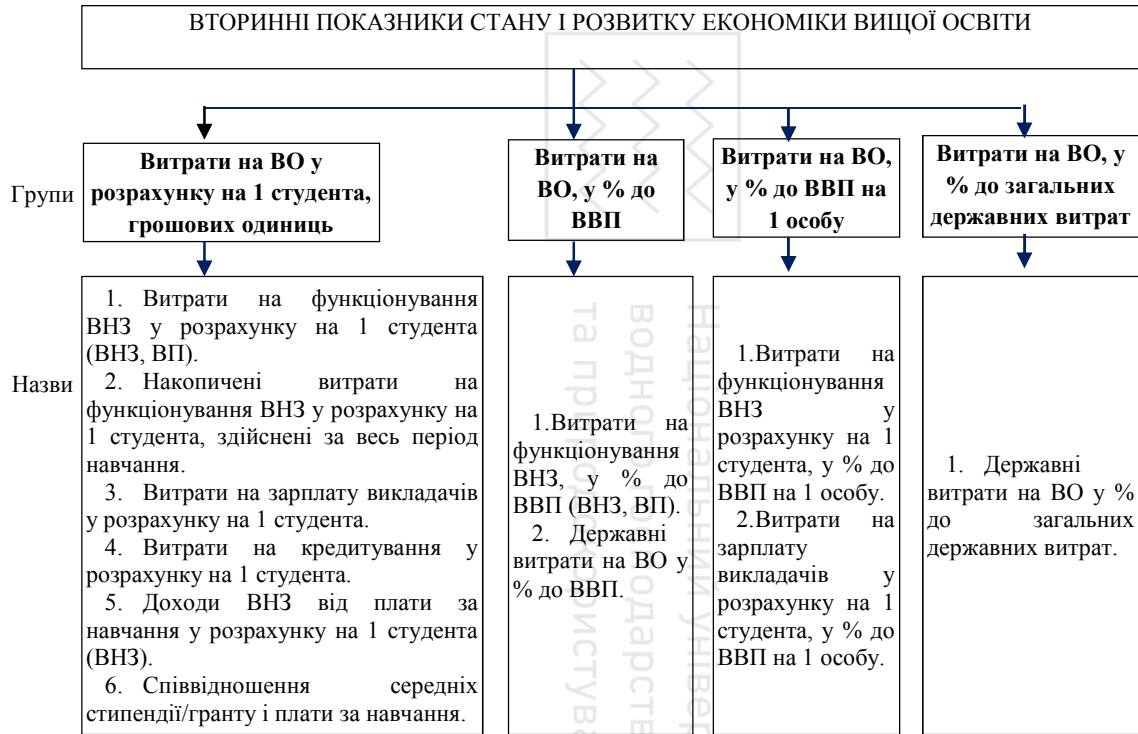 ВТОРИННІ ПОКАЗНИКИ СТАНУ І РОЗВИТКУ ЕКОНОМІКИ ВИЩОЇ ОСВІТИ
Групи
Витрати на ВО у
розрахунку на 1 студента,
грошових одиниць
Витрати на
ВО, у % до
ВВП
Витрати на ВО,
у % до ВВП на
1 особу
Витрати на ВО, у
% до загальних
державних витрат
Назви
1. Витрати на функціонування
ВНЗ у розрахунку на 1 студента
(ВНЗ, ВП).
2. Накопичені витрати на
функціонування ВНЗ у розрахунку на
1 студента, здійснені за весь період
навчання.
3. Витрати на зарплату викладачів
у розрахунку на 1 студента.
4. Витрати на кредитування у
розрахунку на 1 студента.
5. Доходи ВНЗ від плати за
навчання у розрахунку на 1 студента
(ВНЗ).
6. Співвідношення середніх
стипендії/гранту і плати за навчання.
1.Витрати на
функціонування
ВНЗ, у % до
ВВП (ВНЗ, ВП).
2. Державні
витрати на ВО у
% до ВВП.
1.Витрати на
функціонування
ВНЗ у
розрахунку на 1
студента, у % до
ВВП на 1 особу.
2.Витрати на
зарплату
викладачів у
розрахунку на 1
студента, у % до
ВВП на 1 особу.
1. Державні
витрати на ВО у %
до загальних
державних витрат.
Національний універ
водного господарств
та природокористува